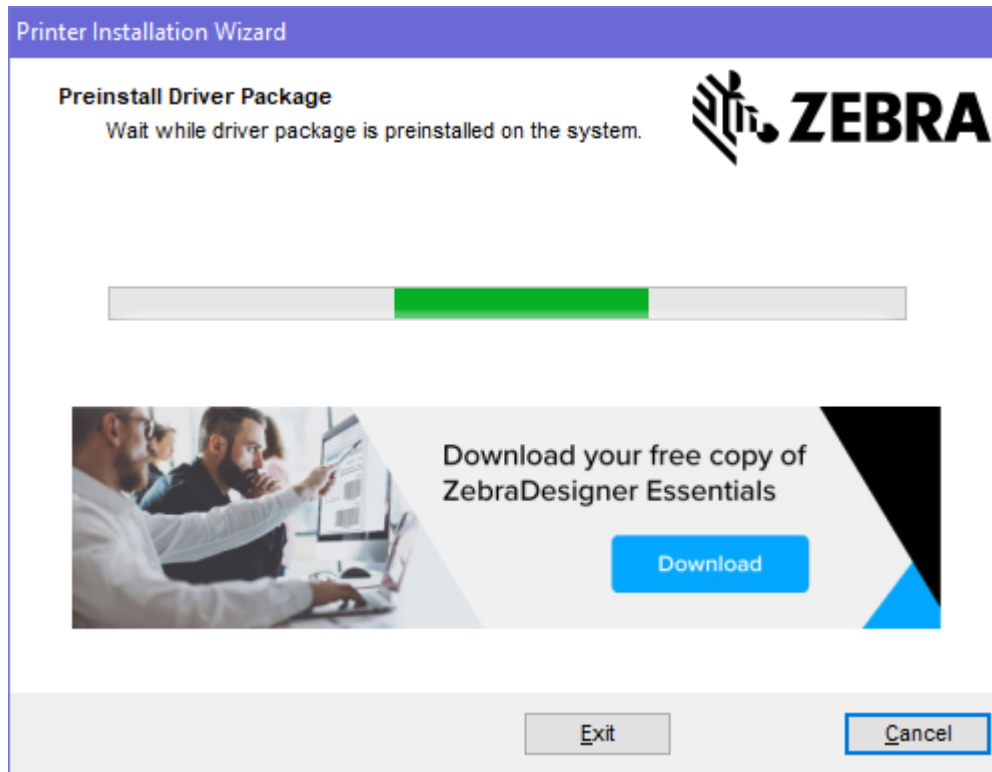 Printer Installation Wizard
Preinstall Driver Package
Wait while driver package is preinstalled on the system.
ZEBRA
Download your free copy of
ZebraDesigner Essentials
Download
Exit
Cancel